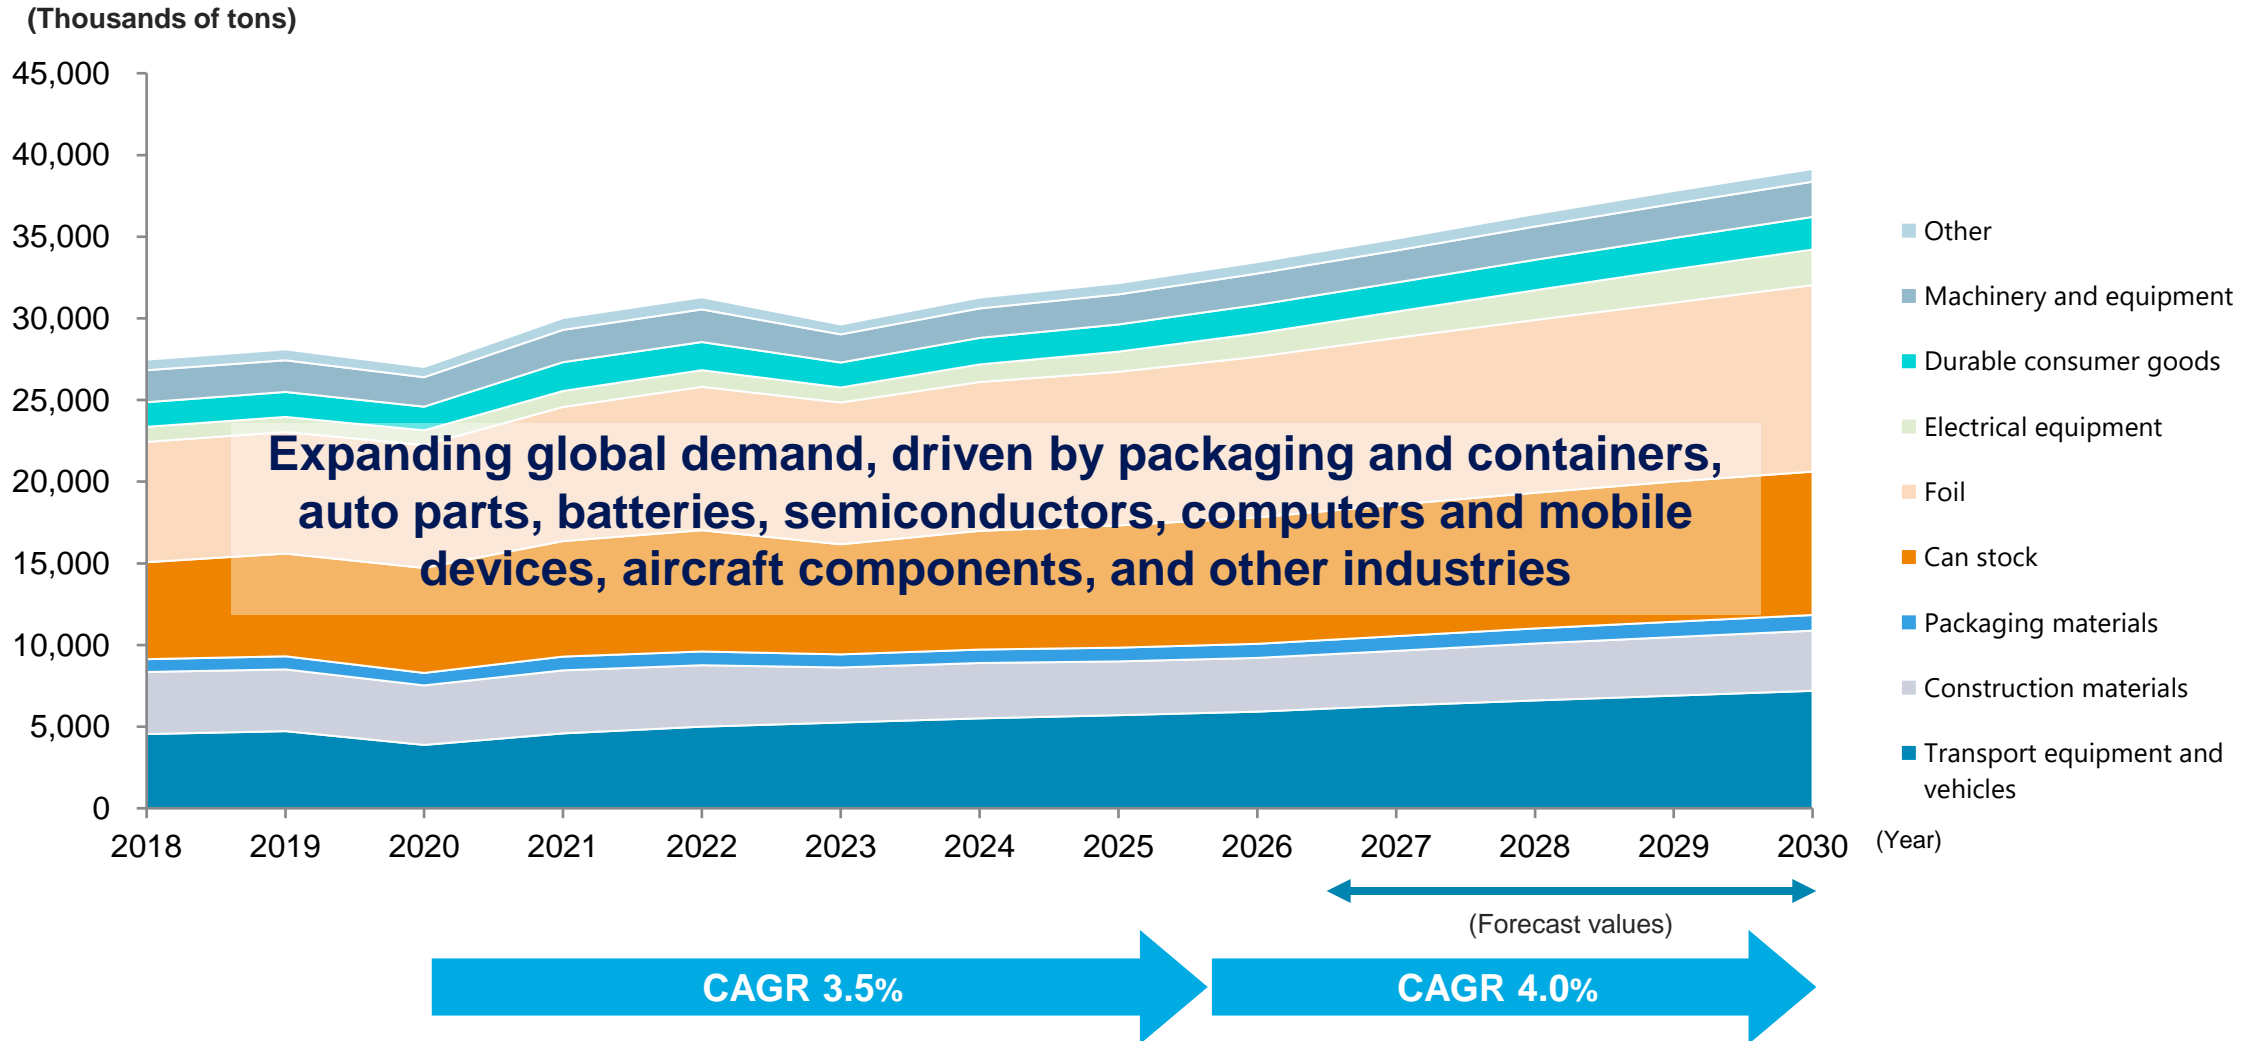 (Thousands of tons)
45,000
40,000
35,000
30,000
25,000
20,000
15,000
10,000
5,000
0
Expanding global demand, driven by packaging and containers,
auto parts, batteries, semiconductors, computers and mobile
devices, aircraft components, and other industries
Other
Machinery and equipment
Durable consumer goods
Electrical equipment
Foil
Can stock
Packaging materials
Construction materials
Transport equipment and
vehicles
2018 2019 2020 2021 2022 2023 2024 2025 2026 2027 2028 2029 2030 (Year)
(Forecast values)
CAGR 3.5% CAGR 4.0%